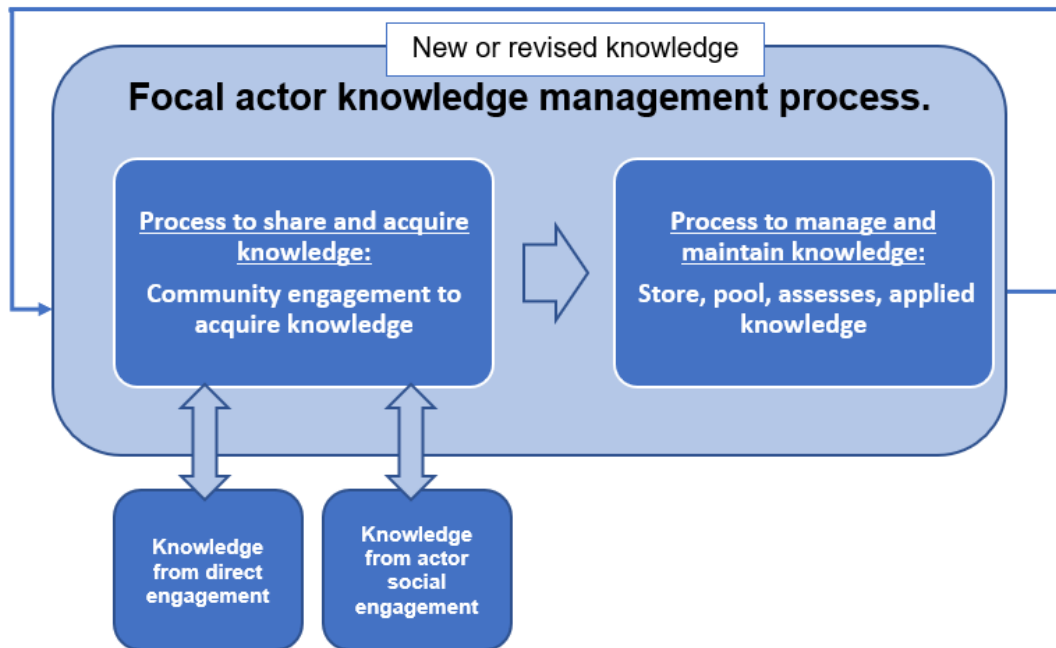 New or revised knowledge
Focal actor knowledge management process.
Process to share and acquire
knowledge:
Community engagement to
acquire knowledge
Process to manage and
maintain knowledge:
Store, pool, assesses, applied
knowledge
Knowledge
from direct
engagement
Knowledge
from actor
social
engagement